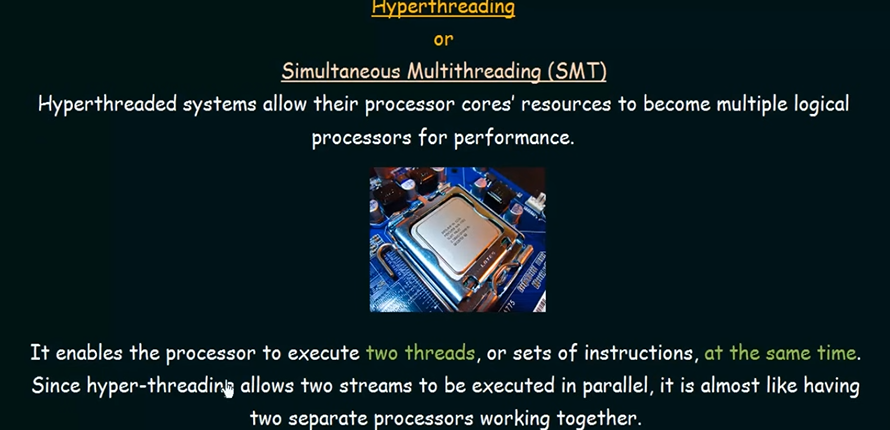 Hyperthreading
or
Simultaneous Multithreading (SMT)
Hyperthreaded systems allow their processor cores' resources to become multiple logical
processors for performance.
It enables the processor to execute two threads, or sets of instructions, at the same time.
Since hyper-threading allows two streams to be executed in parallel, it is almost like having
two separate processors working together.